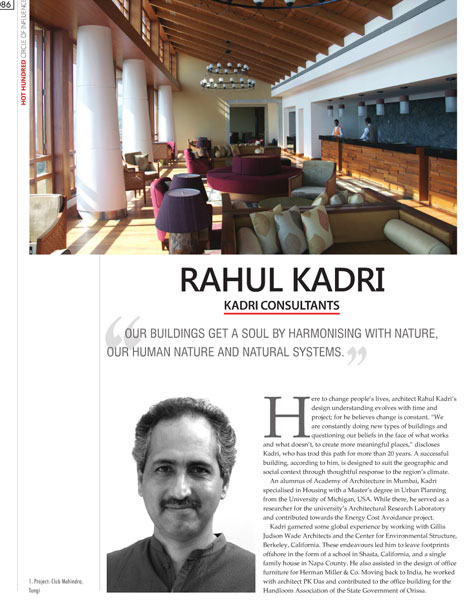 086
HOT HUNDRED CIRCLE OF INFLUENCE
RAHUL KADRI
KADRI CONSULTANTS
“OUR BUILDINGS GET A SOUL BY HARMONISING WITH NATURE,
OUR HUMAN NATURE AND NATURAL SYSTEMS.”
Here to change people's lives, architect Rahul Kadri's
design understanding evolves with time and
project; for he believes change is constant. “We
are constantly doing new types of buildings and
questioning our beliefs in the face of what works
and what doesn't, to create more meaningful places,” discloses
Kadri, who has trod this path for more than 20 years. A successful
building, according to him, is designed to suit the geographic and
social context through thoughtful response to the region's climate.
An alumnus of Academy of Architecture in Mumbai, Kadri
specialised in Housing with a Master's degree in Urban Planning
from the University of Michigan, USA. While there, he served as a
researcher for the university's Architectural Research Laboratory
and contributed towards the Energy Cost Avoidance project.
Kadri garnered some global experience by working with Gillis
Judson Wade Architects and the Center for Environmental Structure,
Berkeley, California. These endeavours led him to leave footprints
offshore in the form of a school in Shasta, California, and a single
family house in Napa County. He also assisted in the design of office
furniture for Herman Miller & Co. Moving back to India, he worked
with architect PK Das and contributed to the office building for the
Handloom Association of the State Government of Orissa.
1. Project: Club Mahindra,
Tungi